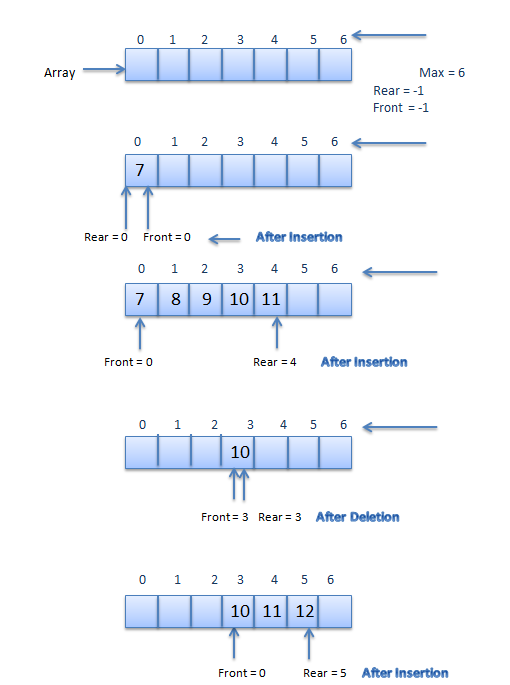 0 1 2 3 4 5 6
Array
Max = 6
Rear = -1
Front = -1
0 1 2 3 4 5 6
7
Rear = 0 Front = 0 After Insertion
0 1 2 3 4 5 6
7 8 9 10 11
Front = 0 Rear = 4 After Insertion
0 1 2 3 4 5 6
10
Front = 3 Rear = 3 After Deletion
0 1 2 3 4 5 6
10 11 12
Front = 0 Rear = 5 After Insertion